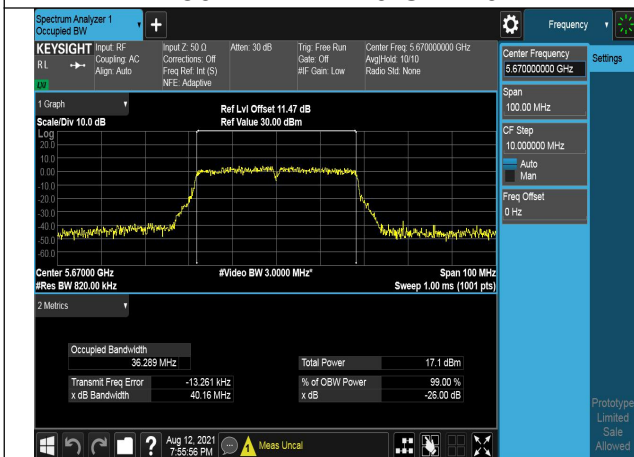 Spectrum Analyzer 1
Occupied BW
+
Frequency
KEYSIGHT
RL
LXI
Input: RF
Coupling: AC
Align: Auto
Input Z: 50 Ω
Corrections: Off
Freq Ref: Int (S)
NFE: Adaptive
Atten: 30 dB
Trig: Free Run
Gate: Off
#IF Gain: Low
Center Freq: 5.670000000 GHz
Avg|Hold: 10/10
Radio Std: None
Center Frequency
5.670000000 GHz
Settings
Span
100.00 MHz
CF Step
10.000000 MHz
Auto
Man
Freq Offset
0 Hz
1 Graph
Scale/Div 10.0 dB
Ref Lvl Offset 11.47 dB
Ref Value 30.00 dBm
Log
20.0
10.0
0.00
-10.0
-20.0
-30.0
-40.0
-50.0
-60.0
Center 5.67000 GHz
#Video BW 3.0000 MHz*
Span 100 MHz
#Res BW 820.00 kHz
Sweep 1.00 ms (1001 pts)
2 Metrics
Occupied Bandwidth
36.289 MHz
Total Power 17.1 dBm
Transmit Freq Error -13.261 kHz
% of OBW Power 99.00 %
x dB Bandwidth 40.16 MHz
x dB -26.00 dB
Prototype
Limited
Sale
Allowed
?
Aug 12, 2021
7:55:56 PM
Meas Uncal